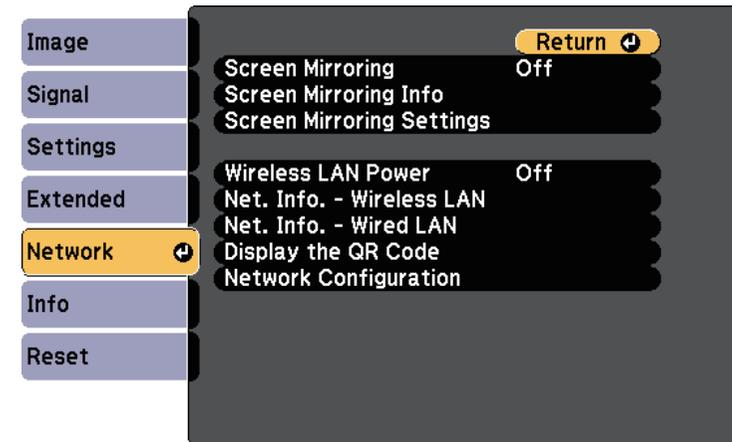 Image
Signal
Settings
Extended
Network
Info
Reset
Return
Screen Mirroring Off
Screen Mirroring Info
Screen Mirroring Settings
Wireless LAN Power Off
Net. Info. - Wireless LAN
Net. Info. - Wired LAN
Display the QR Code
Network Configuration